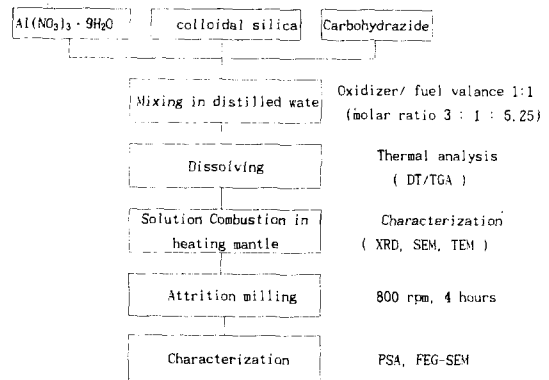 Al(NO₃)₃ · 9H₂O
colloidal silica
Carbohydrazide
Mixing in distilled wate
Oxidizer/ fuel valance 1:1
(molar ratio 3 : 1 : 5.25)
Dissolving
Thermal analysis
( DT/TGA )
Solution Combustion in
heating mantle
Characterization
( XRD, SEM, TEM )
Attrition milling
800 rpm, 4 hours
Characterization
PSA, FEG-SEM